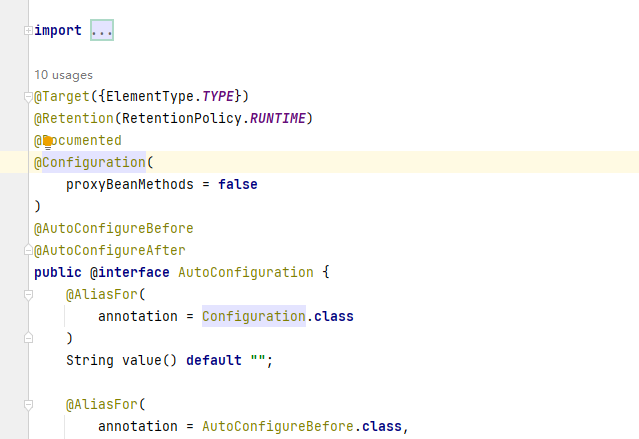 import ...
10 usages
@Target({ElementType.TYPE})
@Retention(RetentionPolicy.RUNTIME)
@Documented
@Configuration(
proxyBeanMethods = false
)
@AutoConfigureBefore
@AutoConfigureAfter
public @interface AutoConfiguration {
@AliasFor(
annotation = Configuration.class
)
String value() default "";
@AliasFor(
annotation = AutoConfigureBefore.class,